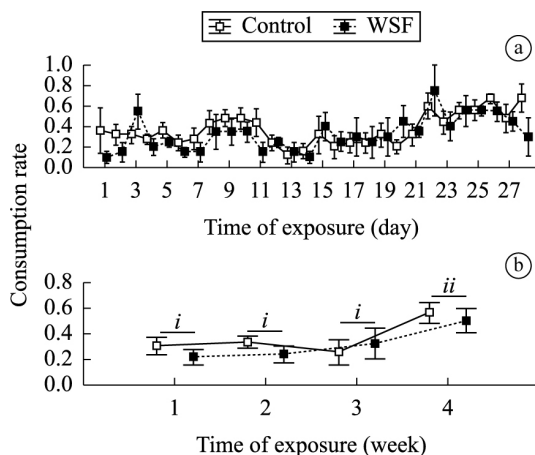 Control WSF
a
1.0
0.8
0.6
0.4
0.2
0.0
1 3 5 7 9 11 13 15 17 19 21 23 25 27
Time of exposure (day)
Consumption rate
b
0.8
0.6
0.4
0.2
0.0
i i i ii
1 2 3 4
Time of exposure (week)